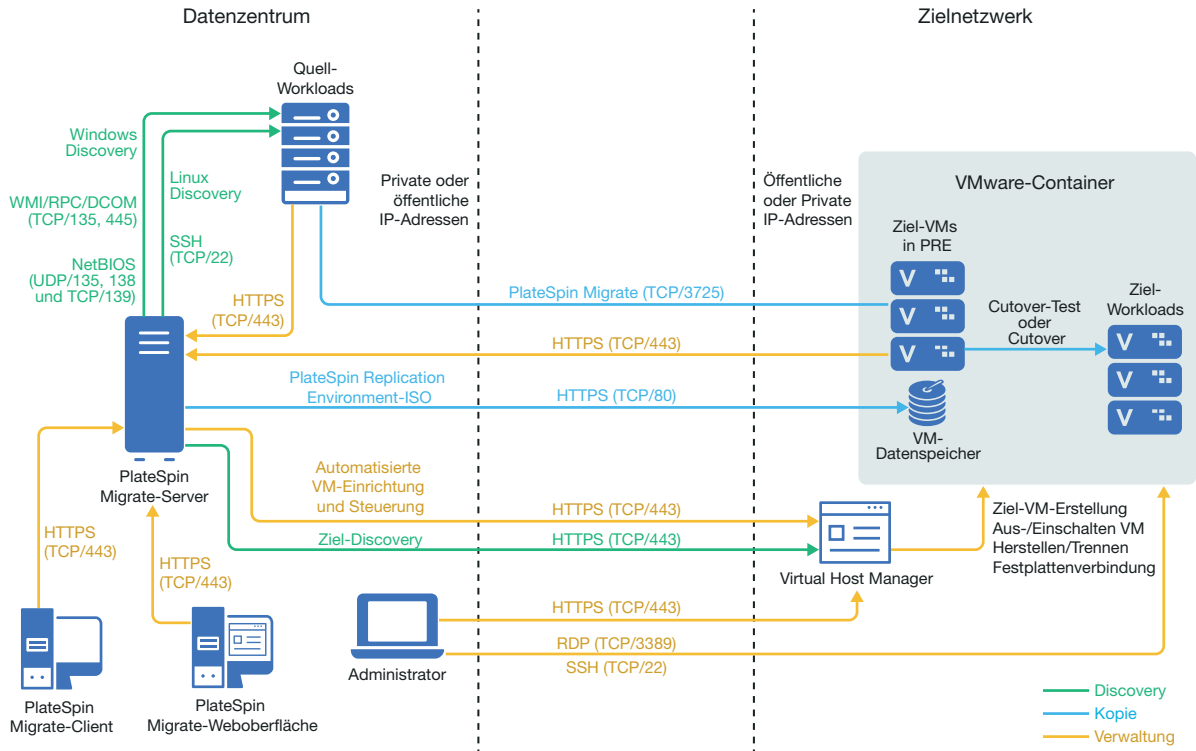 Datenzentrum
Zielnetzwerk
Quell-
Workloads
Windows
Discovery
Linux
Discovery
WMI/RPC/DCOM
(TCP/135, 445)
SSH
(TCP/22)
NetBIOS
(UDP/135, 138
und TCP/139)
HTTPS
(TCP/443)
Private oder
öffentliche
IP-Adressen
Öffentliche
oder Private
IP-Adressen
VMware-Container
Ziel-VMs
in PRE
V
V
V
Cutover-Test
oder
Cutover
Ziel-
Workloads
V
V
V
PlateSpin Migrate (TCP/3725)
HTTPS (TCP/443)
PlateSpin Replication
Environment-ISO
HTTPS (TCP/80)
VM-
Datenspeicher
PlateSpin
Migrate-Server
Automatisierte
VM-Einrichtung
und Steuerung
HTTPS (TCP/443)
Ziel-Discovery
HTTPS (TCP/443)
Virtual Host Manager
Ziel-VM-Erstellung
Aus-/Einschalten VM
Herstellen/Trennen
Festplattenverbindung
HTTPS
(TCP/443)
HTTPS
(TCP/443)
HTTPS (TCP/443)
RDP (TCP/3389)
SSH (TCP/22)
Administrator
PlateSpin
Migrate-Client
PlateSpin
Migrate-Weboberfläche
Discovery
Kopie
Verwaltung